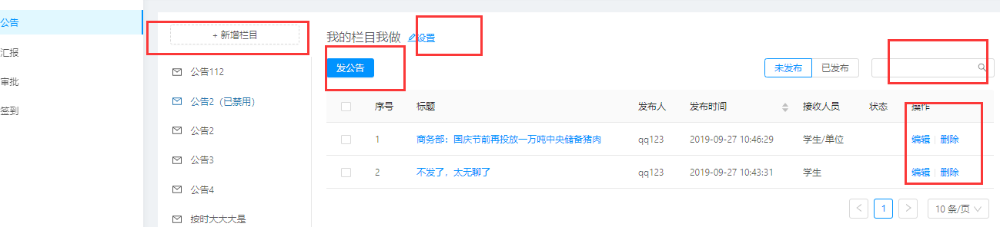 公告
汇报
审批
签到
+ 新增栏目
公告112
公告2（已禁用）
公告2
公告3
公告4
按时大大大是
我的栏目我做 设置
发公告 未发布 已发布
序号 标题 发布人 发布时间 接收人员 状态 操作
1 商务部：国庆节前再投放一万吨中央储备猪肉 qq123 2019-09-27 10:46:29 学生/单位 编辑 | 删除
2 不发了，太无聊了 qq123 2019-09-27 10:43:31 学生 编辑 | 删除
< 1 > 10 条/页